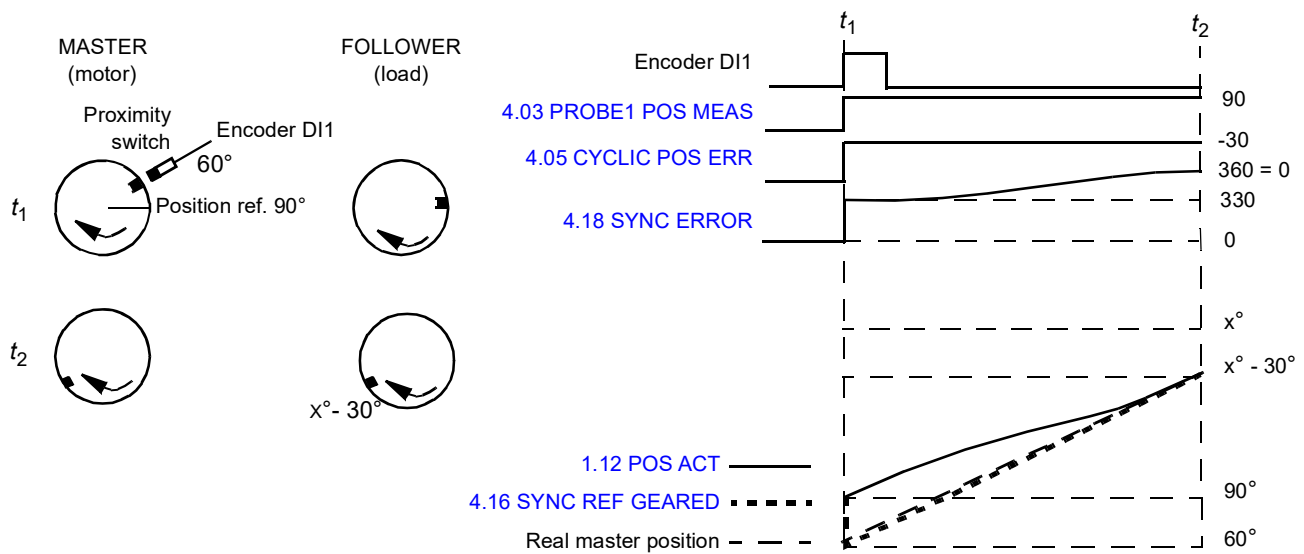 MASTER
(motor)
FOLLOWER
(load)
Proximity
switch
Encoder DI1
60°
Position ref. 90°
t1
t2
x°- 30°
t1
t2
Encoder DI1
4.03 PROBE1 POS MEAS
90
4.05 CYCLIC POS ERR
-30
360 = 0
4.18 SYNC ERROR
330
0
x°
x° - 30°
1.12 POS ACT
4.16 SYNC REF GEARED
90°
Real master position
60°